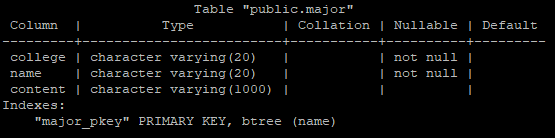 Table "public.major"
Column | Type | Collation | Nullable | Default
---------+-------------------------+-----------+----------+---------
college | character varying(20) | | not null |
name | character varying(20) | | not null |
content | character varying(1000) | | |
Indexes:
"major_pkey" PRIMARY KEY, btree (name)